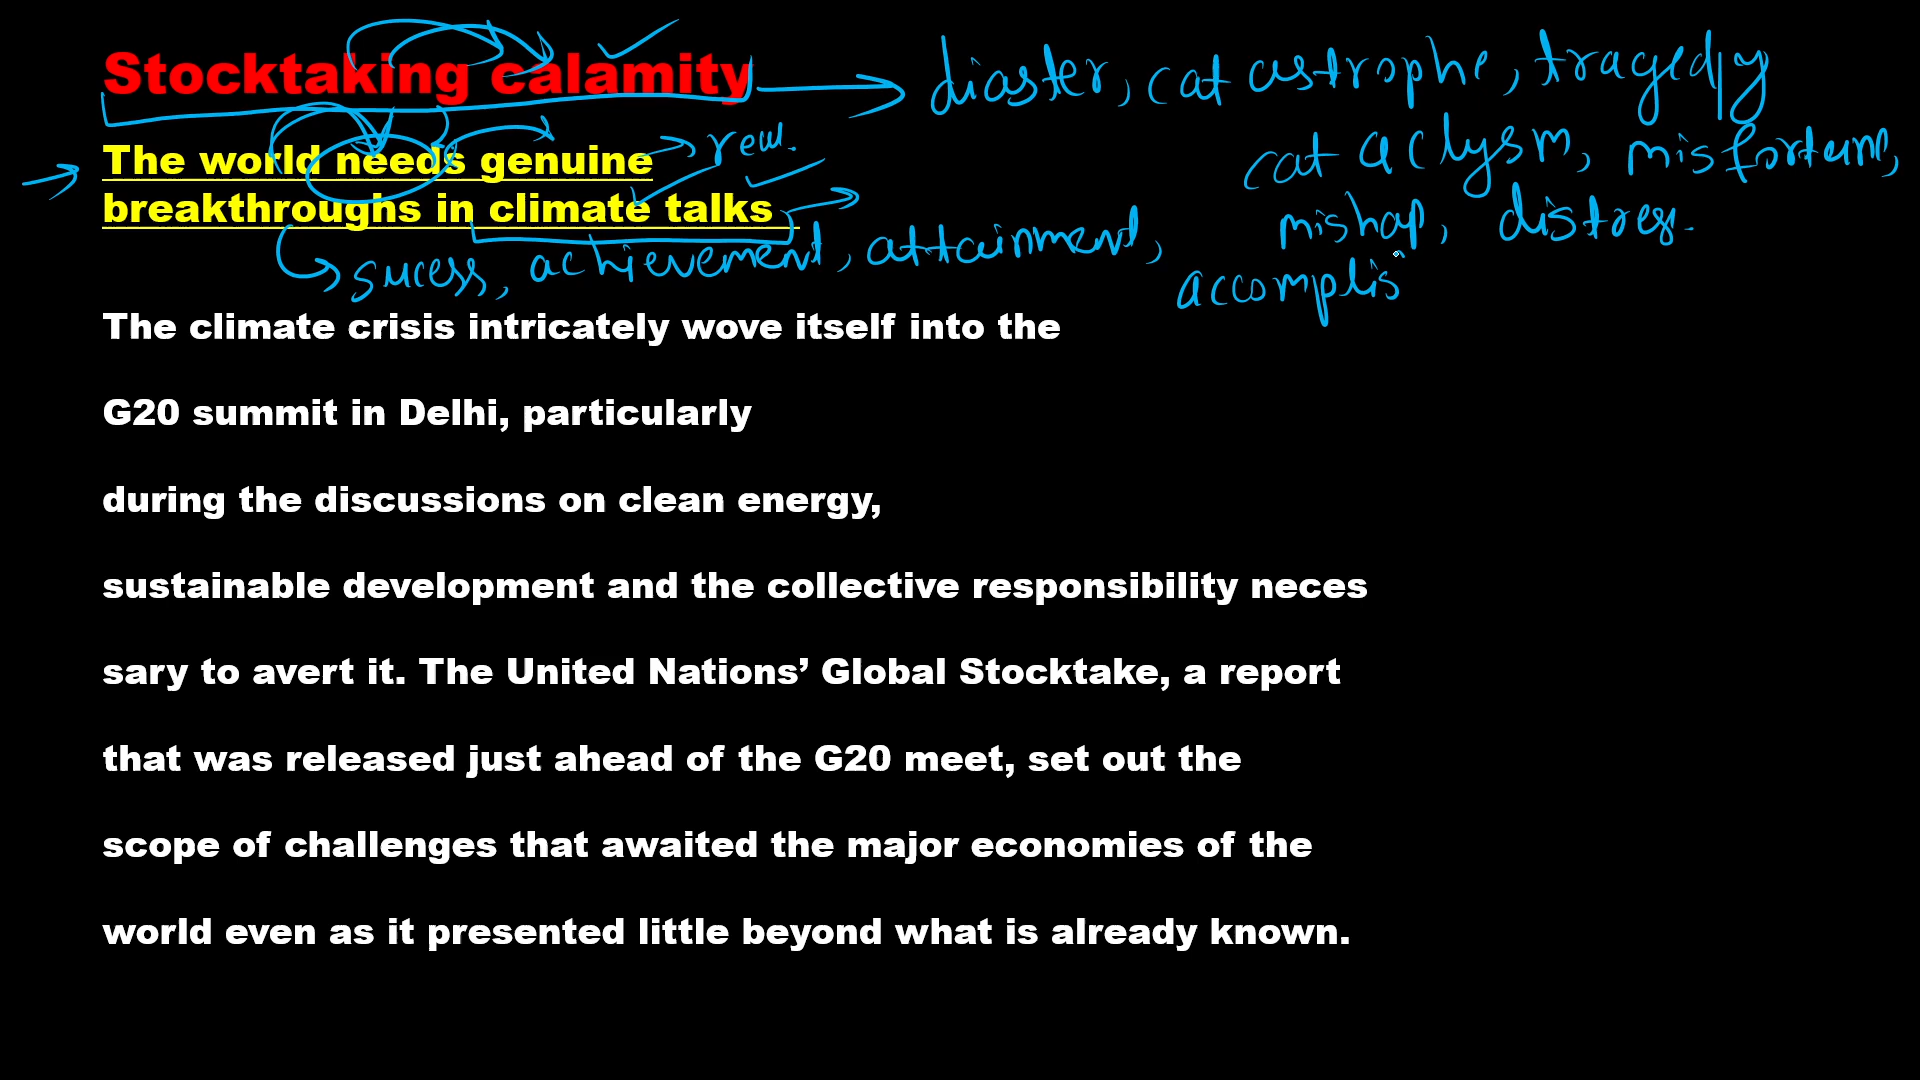 Stocktaking calamity → diaster, catastrophe, tragedy
cataclysm, misfortune,
mishap, distress.
The world needs genuine → real.
breakthroughs in climate talks
sucess, achievement, attainment,
accomplis
The climate crisis intricately wove itself into the
G20 summit in Delhi, particularly
during the discussions on clean energy,
sustainable development and the collective responsibility neces
sary to avert it. The United Nations’ Global Stocktake, a report
that was released just ahead of the G20 meet, set out the
scope of challenges that awaited the major economies of the
world even as it presented little beyond what is already known.